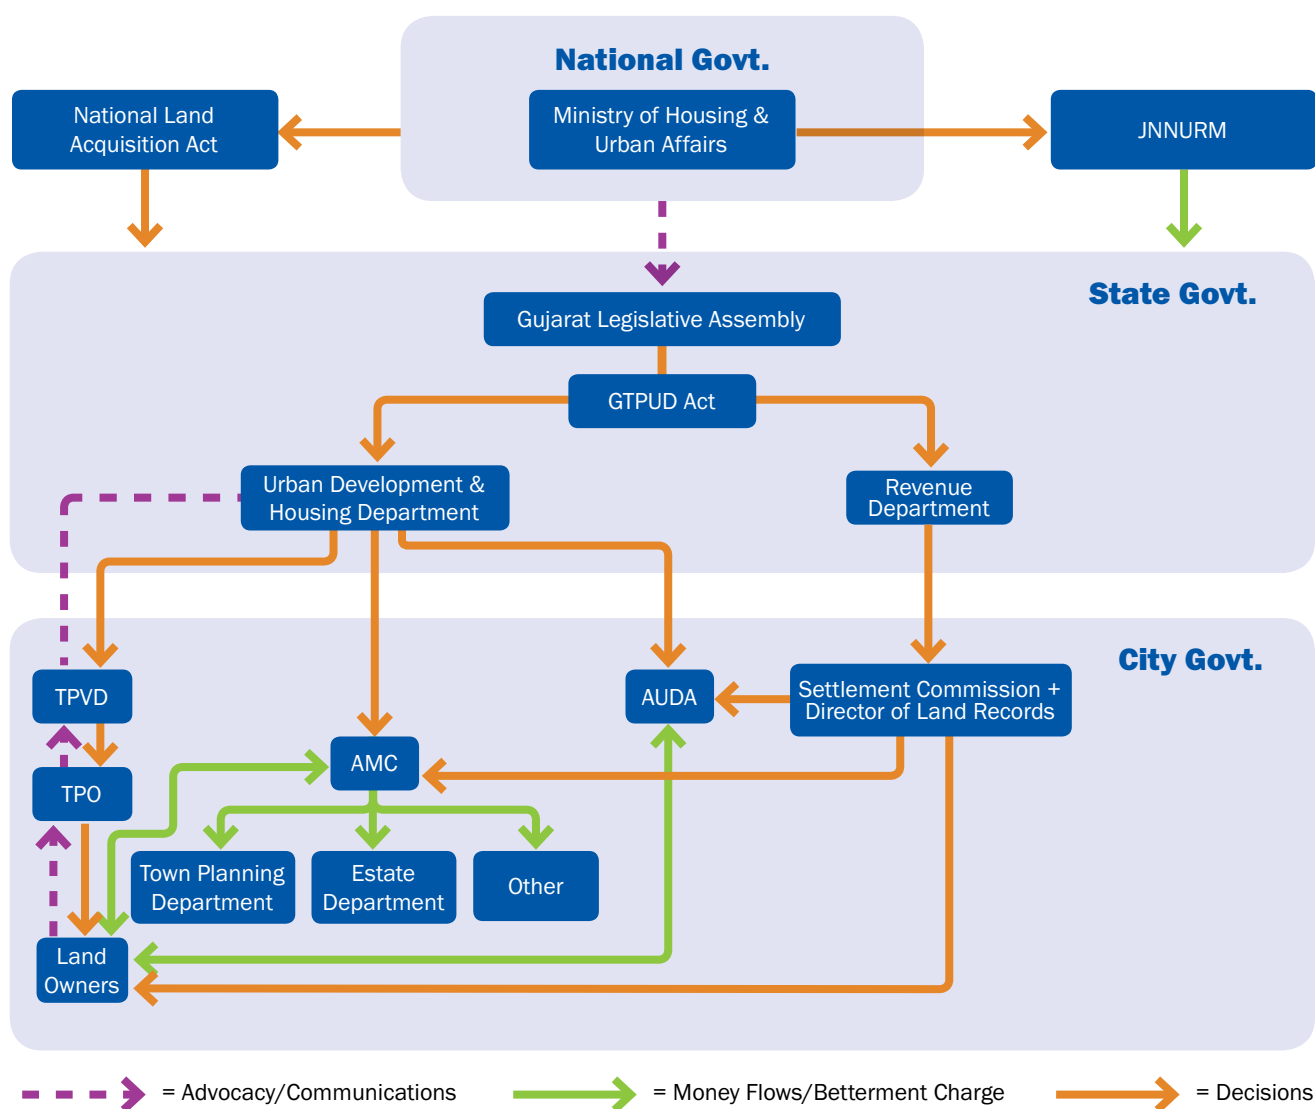 National Govt.
National Land
Acquisition Act
Ministry of Housing &
Urban Affairs
JNNURM
State Govt.
Gujarat Legislative Assembly
GTPUD Act
Urban Development &
Housing Department
Revenue
Department
City Govt.
TPVD
AUDA
Settlement Commission +
Director of Land Records
AMC
TPO
Town Planning
Department
Estate
Department
Other
Land
Owners
= Advocacy/Communications
= Money Flows/Betterment Charge
= Decisions